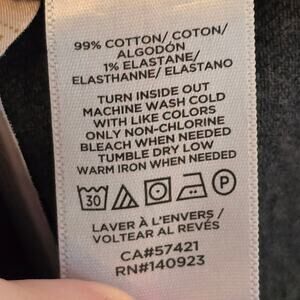 99% COTTON/ COTON/
ALGODÓN
1% ELASTANE/
ELASTHANNE/ ELASTANO
TURN INSIDE OUT
MACHINE WASH COLD
WITH LIKE COLORS
ONLY NON-CHLORINE
BLEACH WHEN NEEDED
TUMBLE DRY LOW
WARM IRON WHEN NEEDED
30 P
LAVER À L'ENVERS/
VOLTEAR AL REVÉS
CA#57421
RN#140923